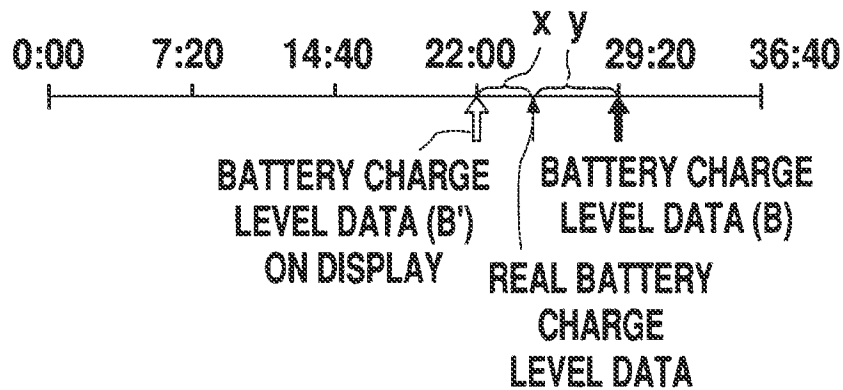 x y
0:00 7:20 14:40 22:00 29:20 36:40
BATTERY CHARGE
LEVEL DATA (B')
ON DISPLAY
BATTERY CHARGE
LEVEL DATA (B)
REAL BATTERY
CHARGE
LEVEL DATA